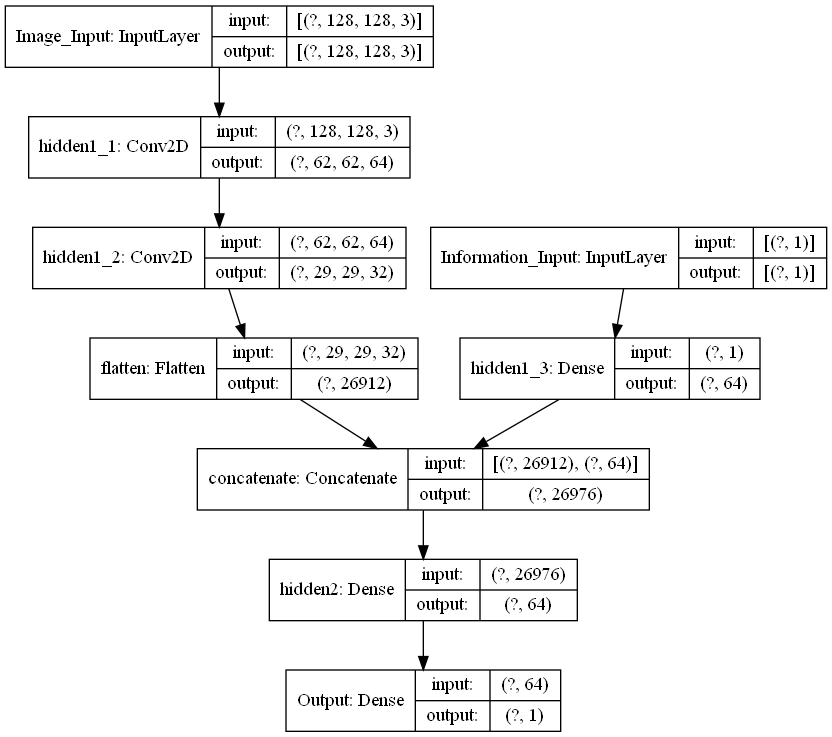 Image_Input: InputLayer
input:
[(?, 128, 128, 3)]
output:
[(?, 128, 128, 3)]
hidden1_1: Conv2D
input:
(?, 128, 128, 3)
output:
(?, 62, 62, 64)
hidden1_2: Conv2D
input:
(?, 62, 62, 64)
output:
(?, 29, 29, 32)
Information_Input: InputLayer
input:
[(?, 1)]
output:
[(?, 1)]
flatten: Flatten
input:
(?, 29, 29, 32)
output:
(?, 26912)
hidden1_3: Dense
input:
(?, 1)
output:
(?, 64)
concatenate: Concatenate
input:
[(?, 26912), (?, 64)]
output:
(?, 26976)
hidden2: Dense
input:
(?, 26976)
output:
(?, 64)
Output: Dense
input:
(?, 64)
output:
(?, 1)